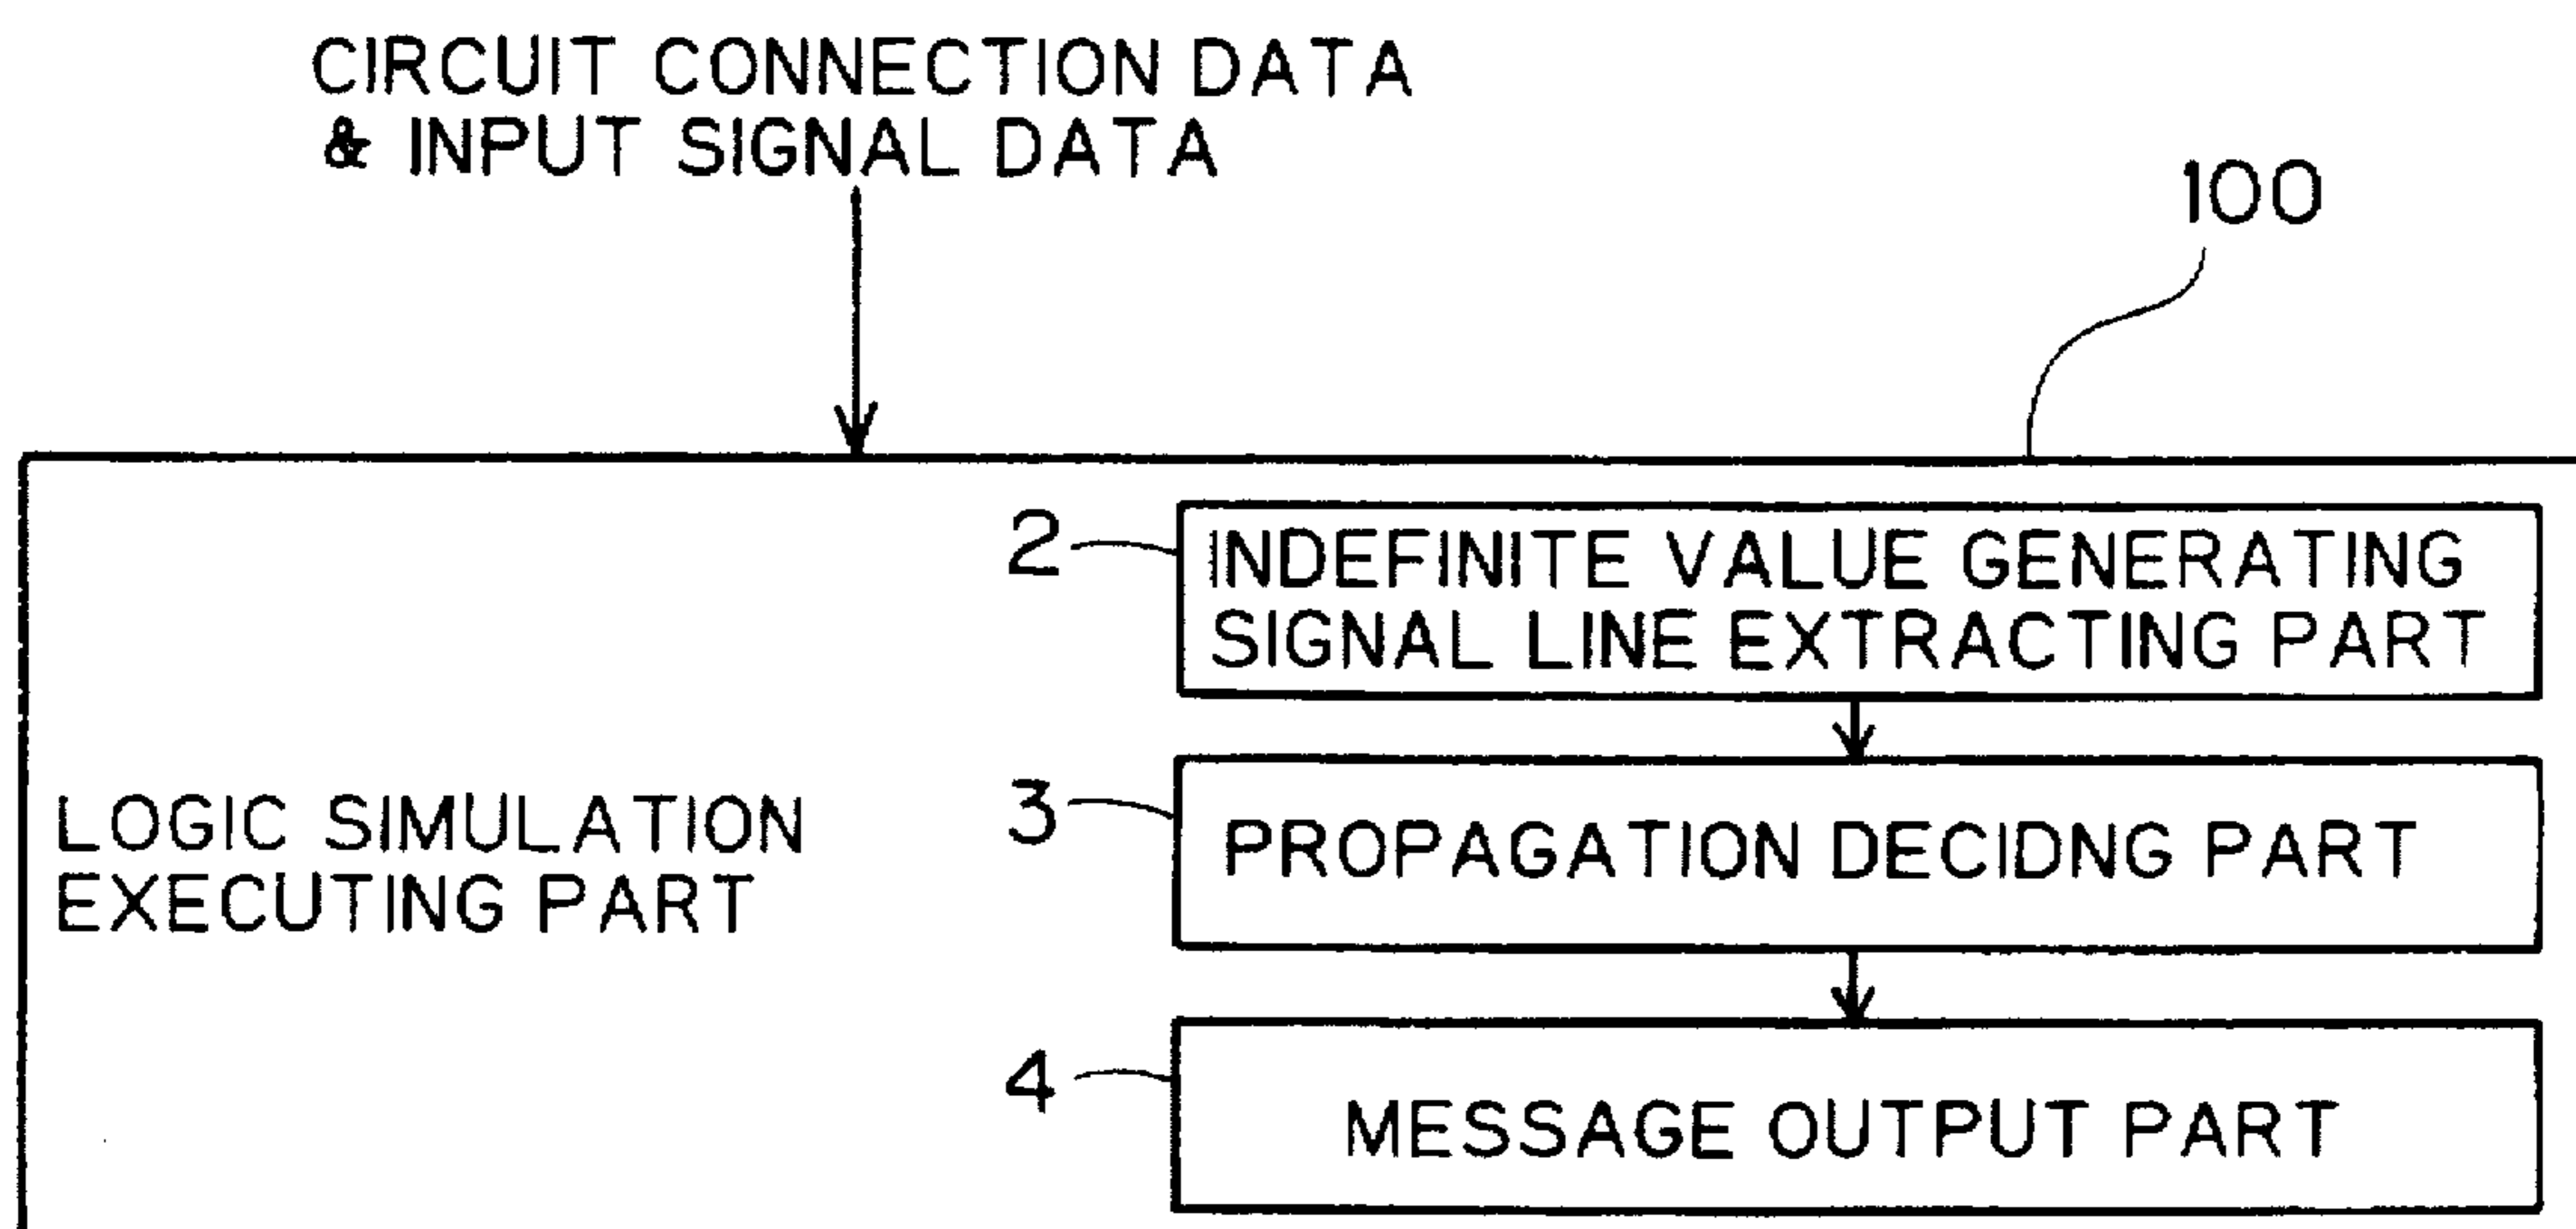 CIRCUIT CONNECTION DATA
& INPUT SIGNAL DATA
100
2
INDEFINITE VALUE GENERATING
SIGNAL LINE EXTRACTING PART
LOGIC SIMULATION
EXECUTING PART
3
PROPAGATION DECIDNG PART
4
MESSAGE OUTPUT PART